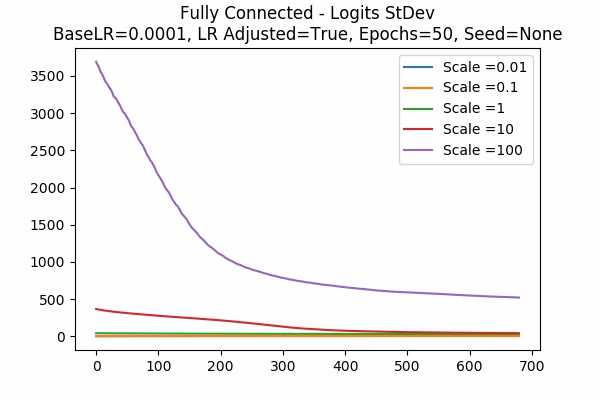 Fully Connected - Logits StDev
BaseLR=0.0001, LR Adjusted=True, Epochs=50, Seed=None
Scale =0.01
Scale =0.1
Scale =1
Scale =10
Scale =100
3500
3000
2500
2000
1500
1000
500
0
0 100 200 300 400 500 600 700